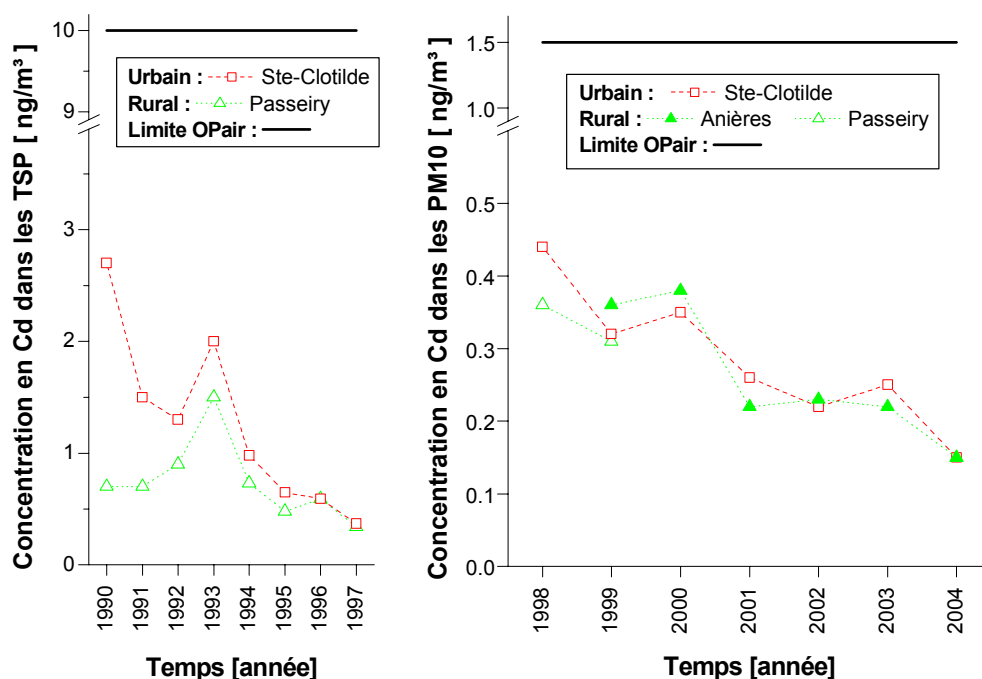 Concentration en Cd dans les TSP [ ng/m³ ]
10
9
3
2
1
0
Urbain : Ste-Clotilde
Rural : Passeiry
Limite OPair :
1990
1991
1992
1993
1994
1995
1996
1997
Temps [année]
Concentration en Cd dans les PM10 [ ng/m³ ]
1.5
1.0
0.5
0.4
0.3
0.2
0.1
0.0
Urbain : Ste-Clotilde
Rural : Anières Passeiry
Limite OPair :
1998
1999
2000
2001
2002
2003
2004
Temps [année]